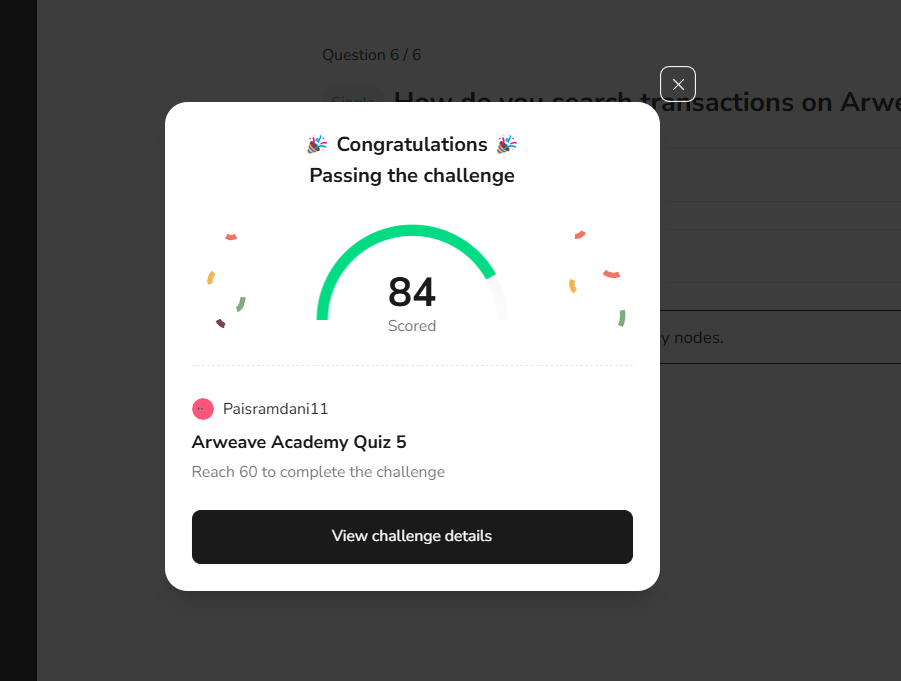 Question 6 / 6
Single How do you search transactions on Arwe
🎉 Congratulations 🎉
Passing the challenge
84
Scored
y nodes.
Paisramdani11
Arweave Academy Quiz 5
Reach 60 to complete the challenge
View challenge details